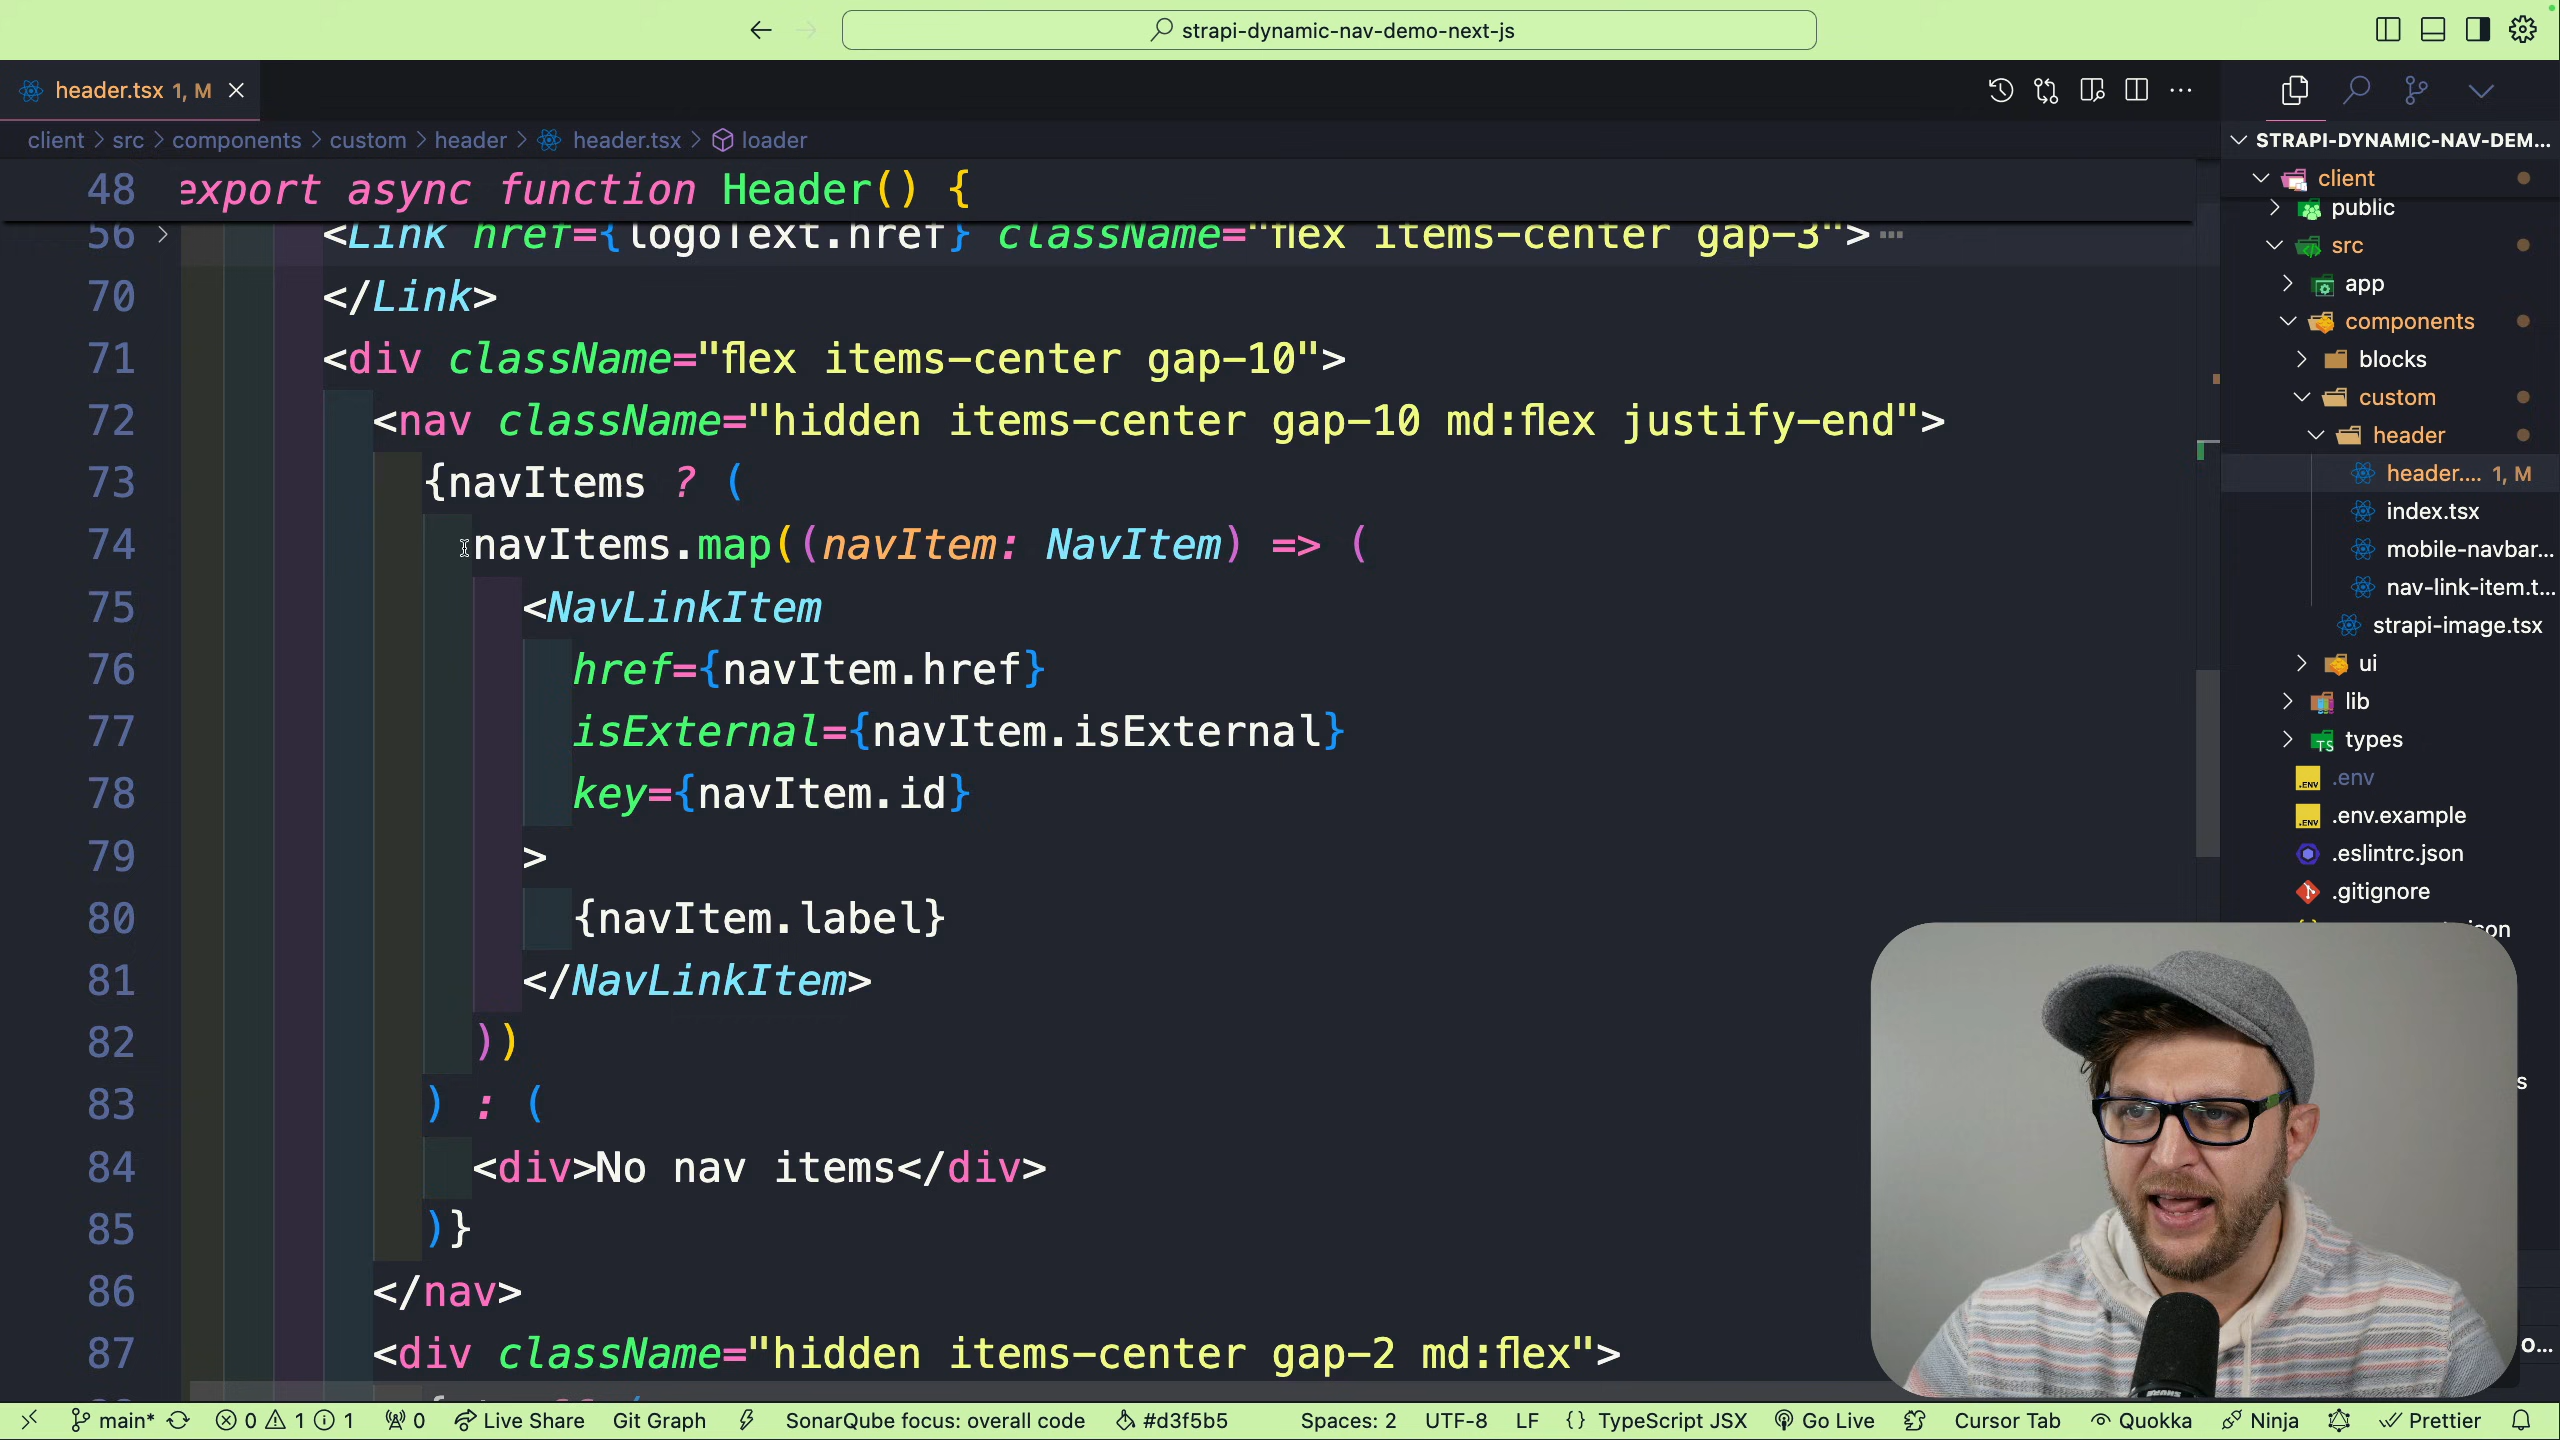 strapi-dynamic-nav-demo-next-js
header.tsx 1, M
client > src > components > custom > header > header.tsx > loader
48 export async function Header() {
56 <Link href={logoText.href} className="flex items-center gap-3">
70 </Link>
71 <div className="flex items-center gap-10">
72 <nav className="hidden items-center gap-10 md:flex justify-end">
73 {navItems ? (
74 navItems.map((navItem: NavItem) => (
75 <NavLinkItem
76 href={navItem.href}
77 isExternal={navItem.isExternal}
78 key={navItem.id}
79 >
80 {navItem.label}
81 </NavLinkItem>
82 ))
83 ) : (
84 <div>No nav items</div>
85 )}
86 </nav>
87 <div className="hidden items-center gap-2 md:flex">
STRAPI-DYNAMIC-NAV-DEM...
client
public
src
app
components
blocks
custom
header
header.... 1, M
index.tsx
mobile-navbar...
nav-link-item.t...
strapi-image.tsx
ui
lib
types
.env
.env.example
.eslintrc.json
.gitignore
main* 0 1 1 0 Live Share Git Graph SonarQube focus: overall code #d3f5b5 Spaces: 2 UTF-8 LF {} TypeScript JSX Go Live Cursor Tab Quokka Ninja Prettier